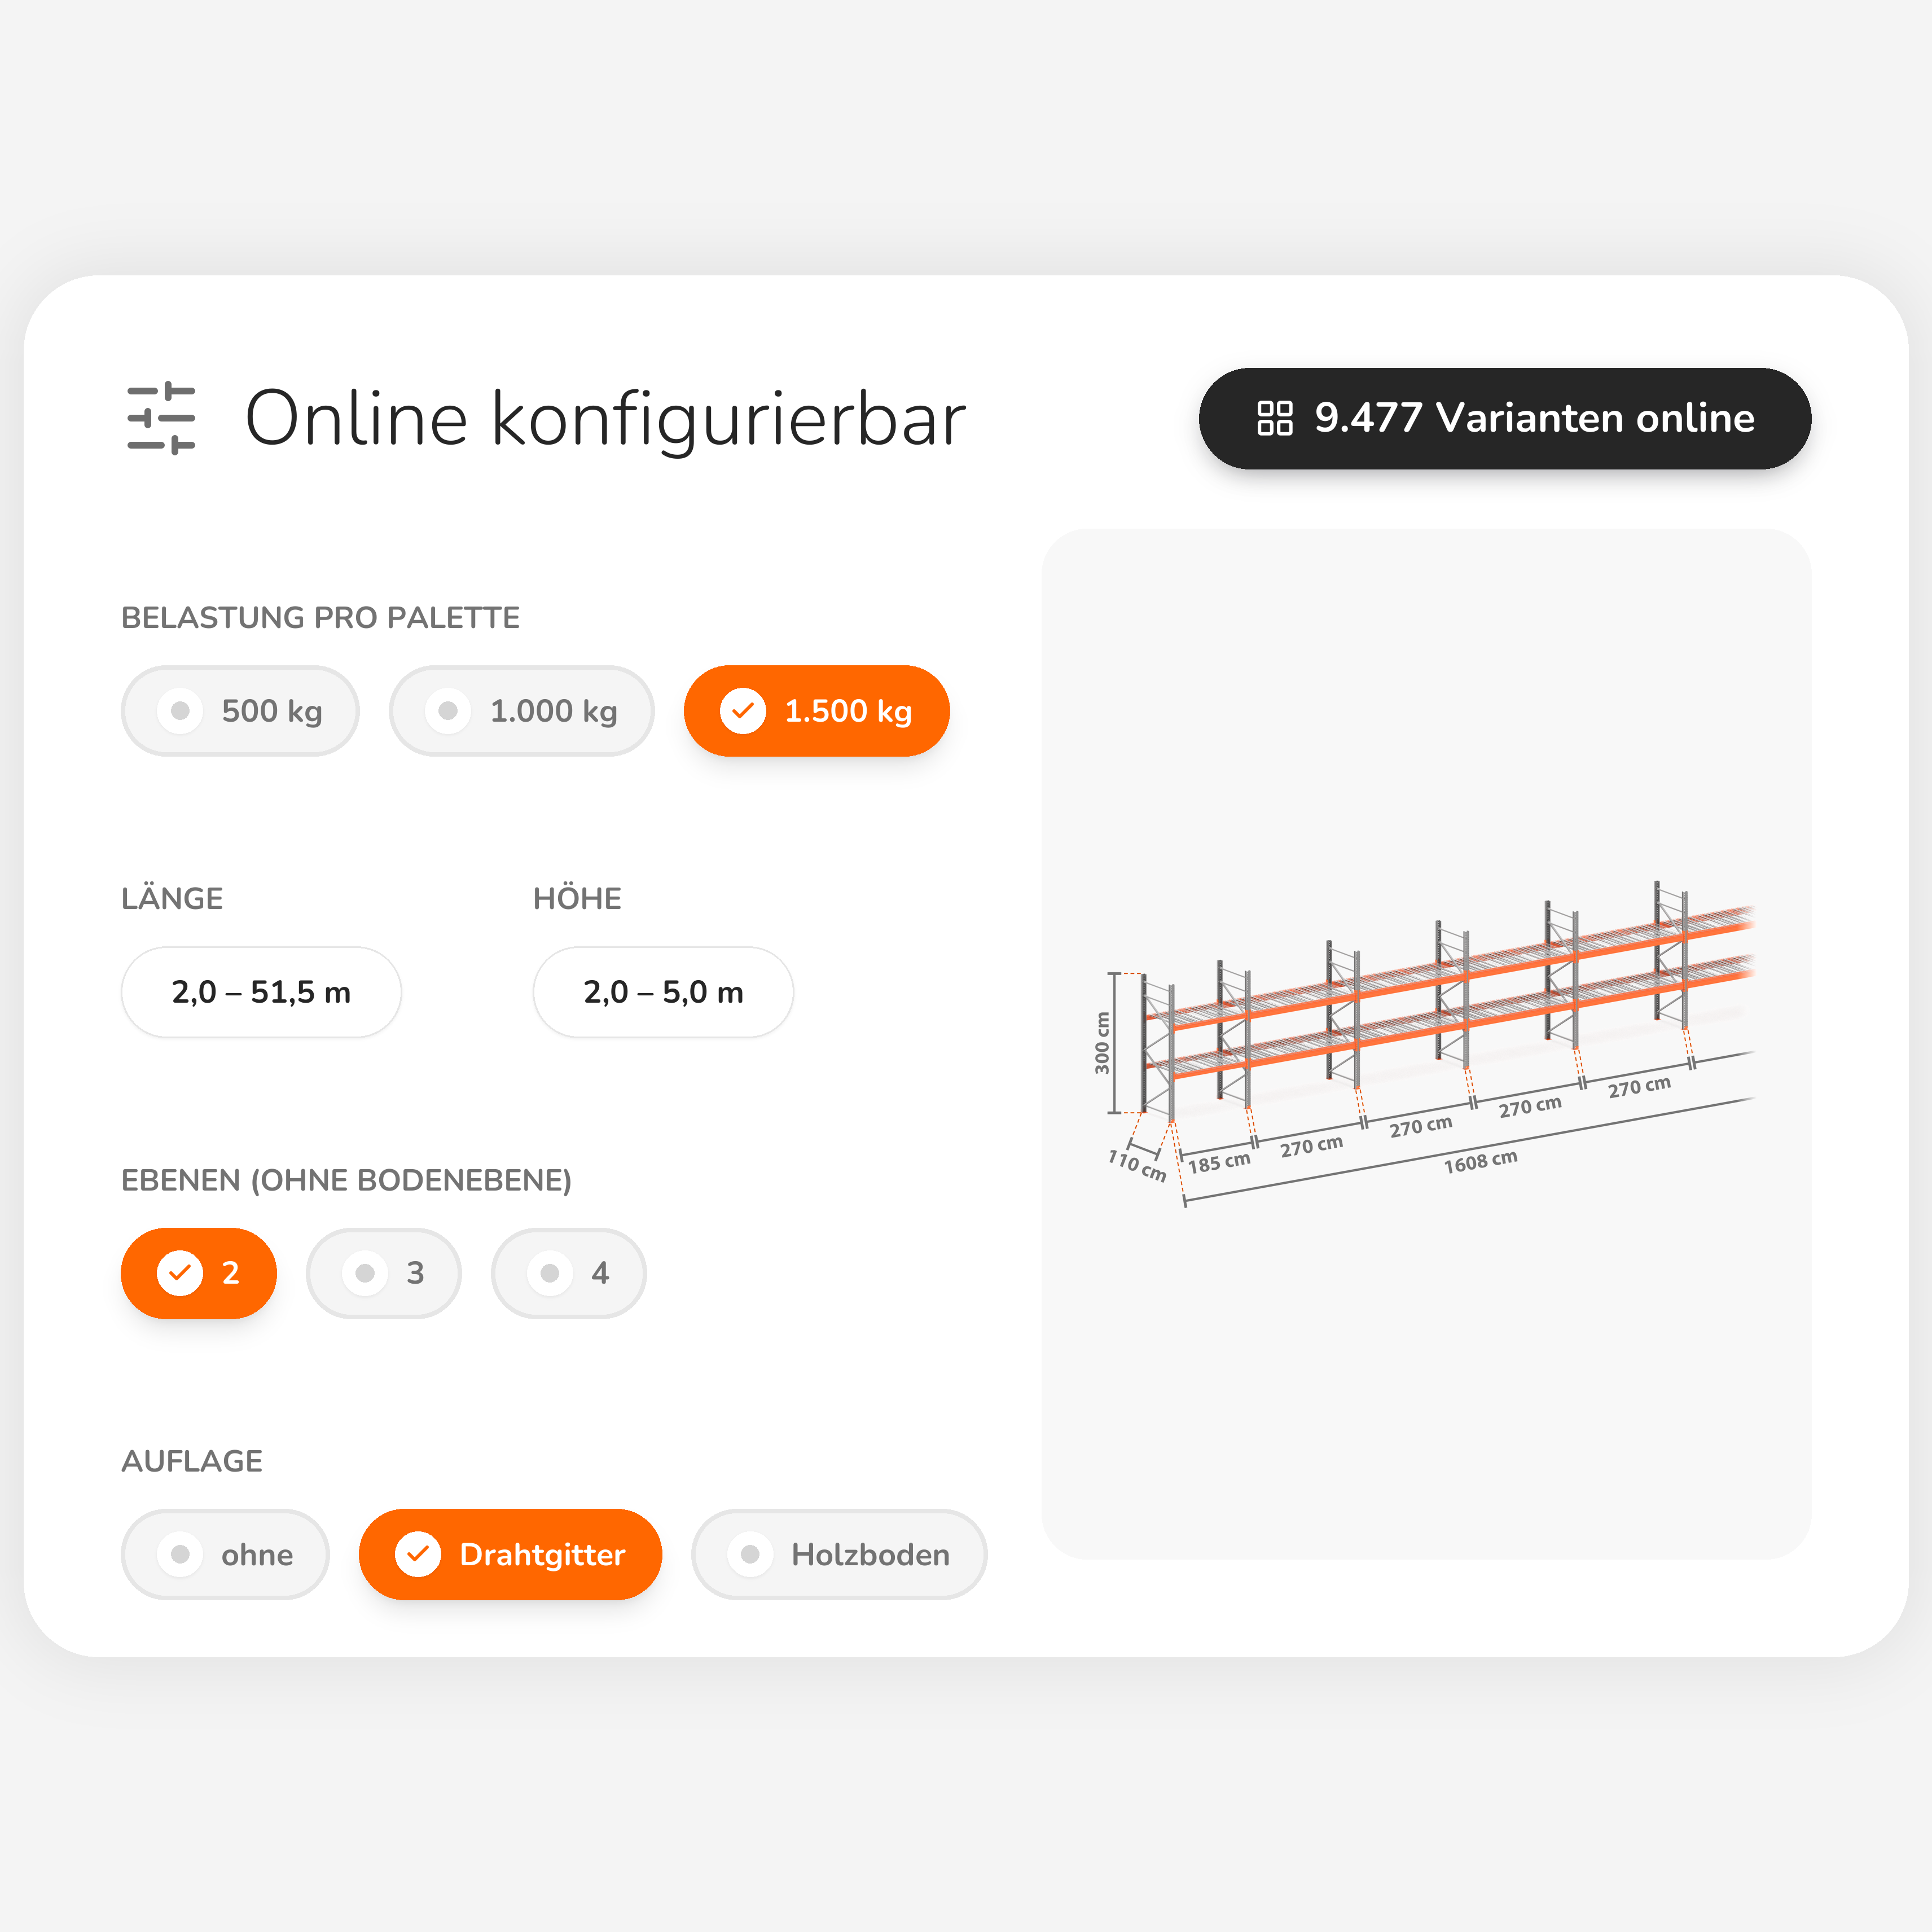 Online konfigurierbar
9.477 Varianten online
BELASTUNG PRO PALETTE
500 kg
1.000 kg
1.500 kg
LÄNGE
HÖHE
2,0 – 51,5 m
2,0 – 5,0 m
EBENEN (OHNE BODENEBENE)
2
3
4
AUFLAGE
ohne
Drahtgitter
Holzboden
300 cm
110 cm
185 cm
270 cm
270 cm
270 cm
270 cm
1608 cm